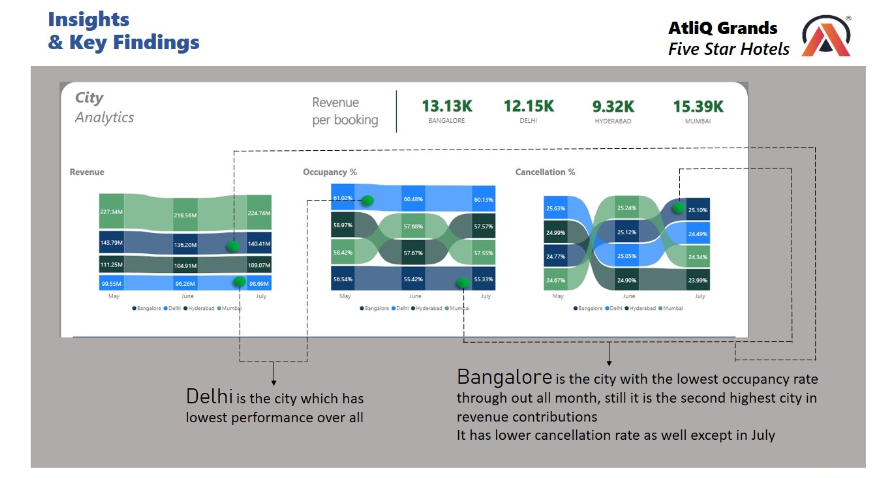 Insights
& Key Findings
AtliQ Grands
Five Star Hotels
City
Analytics
Revenue
per booking
13.13K
BANGALORE
12.15K
DELHI
9.32K
HYDERABAD
15.39K
MUMBAI
Revenue
227.34M
218.56M
224.74M
143.79M
136.20M
140.41M
111.25M
104.91M
109.07M
99.55M
96.26M
98.69M
May
June
July
Bangalore Delhi Hyderabad Mumbai
Occupancy %
61.02%
60.48%
60.15%
58.97%
57.68%
57.57%
58.42%
57.67%
57.55%
56.54%
55.42%
55.33%
May
June
July
Bangalore Delhi Hyderabad Mumbai
Cancellation %
25.63%
25.24%
25.10%
24.99%
25.12%
24.49%
24.77%
25.05%
24.34%
24.67%
24.90%
23.99%
May
June
July
Bangalore Delhi Hyderabad Mumbai
Delhi is the city which has
lowest performance over all
Bangalore is the city with the lowest occupancy rate
through out all month, still it is the second highest city in
revenue contributions
It has lower cancellation rate as well except in July